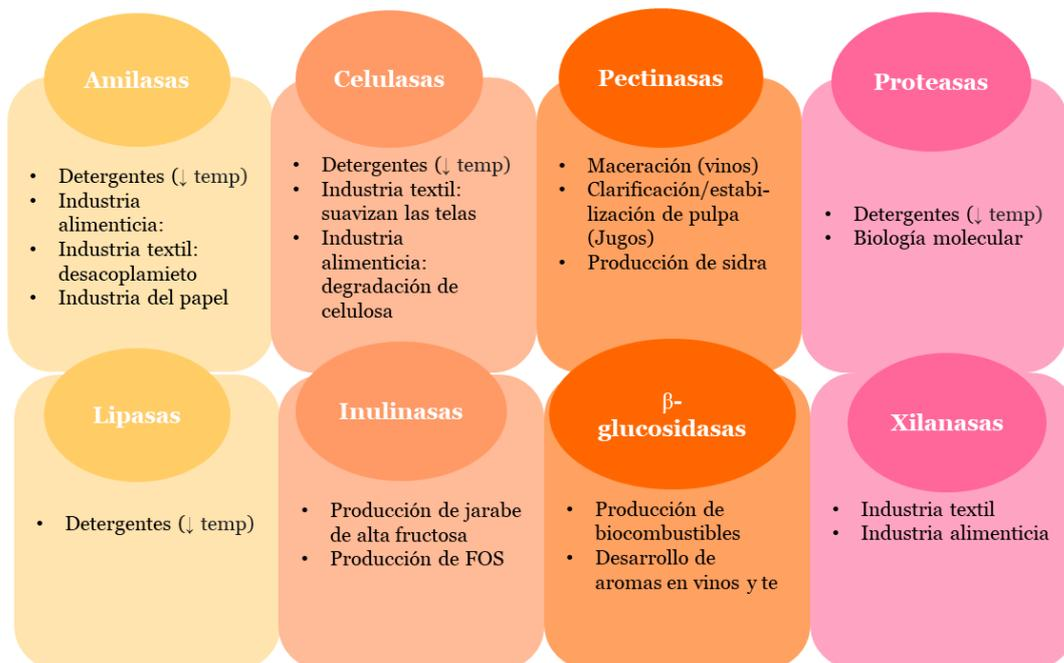 Amilasas
• Detergentes (↓ temp)
• Industria
alimenticia:
• Industria textil:
desacoplamieto
• Industria del papel
Celulasas
• Detergentes (↓ temp)
• Industria textil:
suavizan las telas
• Industria
alimenticia:
degradación de
celulosa
Pectinasas
• Maceración (vinos)
• Clarificación/estabi-
lización de pulpa
(Jugos)
• Producción de sidra
Proteasas
• Detergentes (↓ temp)
• Biología molecular
Lipasas
• Detergentes (↓ temp)
Inulinasas
• Producción de jarabe
de alta fructosa
• Producción de FOS
β-
glucosidasas
• Producción de
biocombustibles
• Desarrollo de
aromas en vinos y te
Xilanasas
• Industria textil
• Industria alimenticia